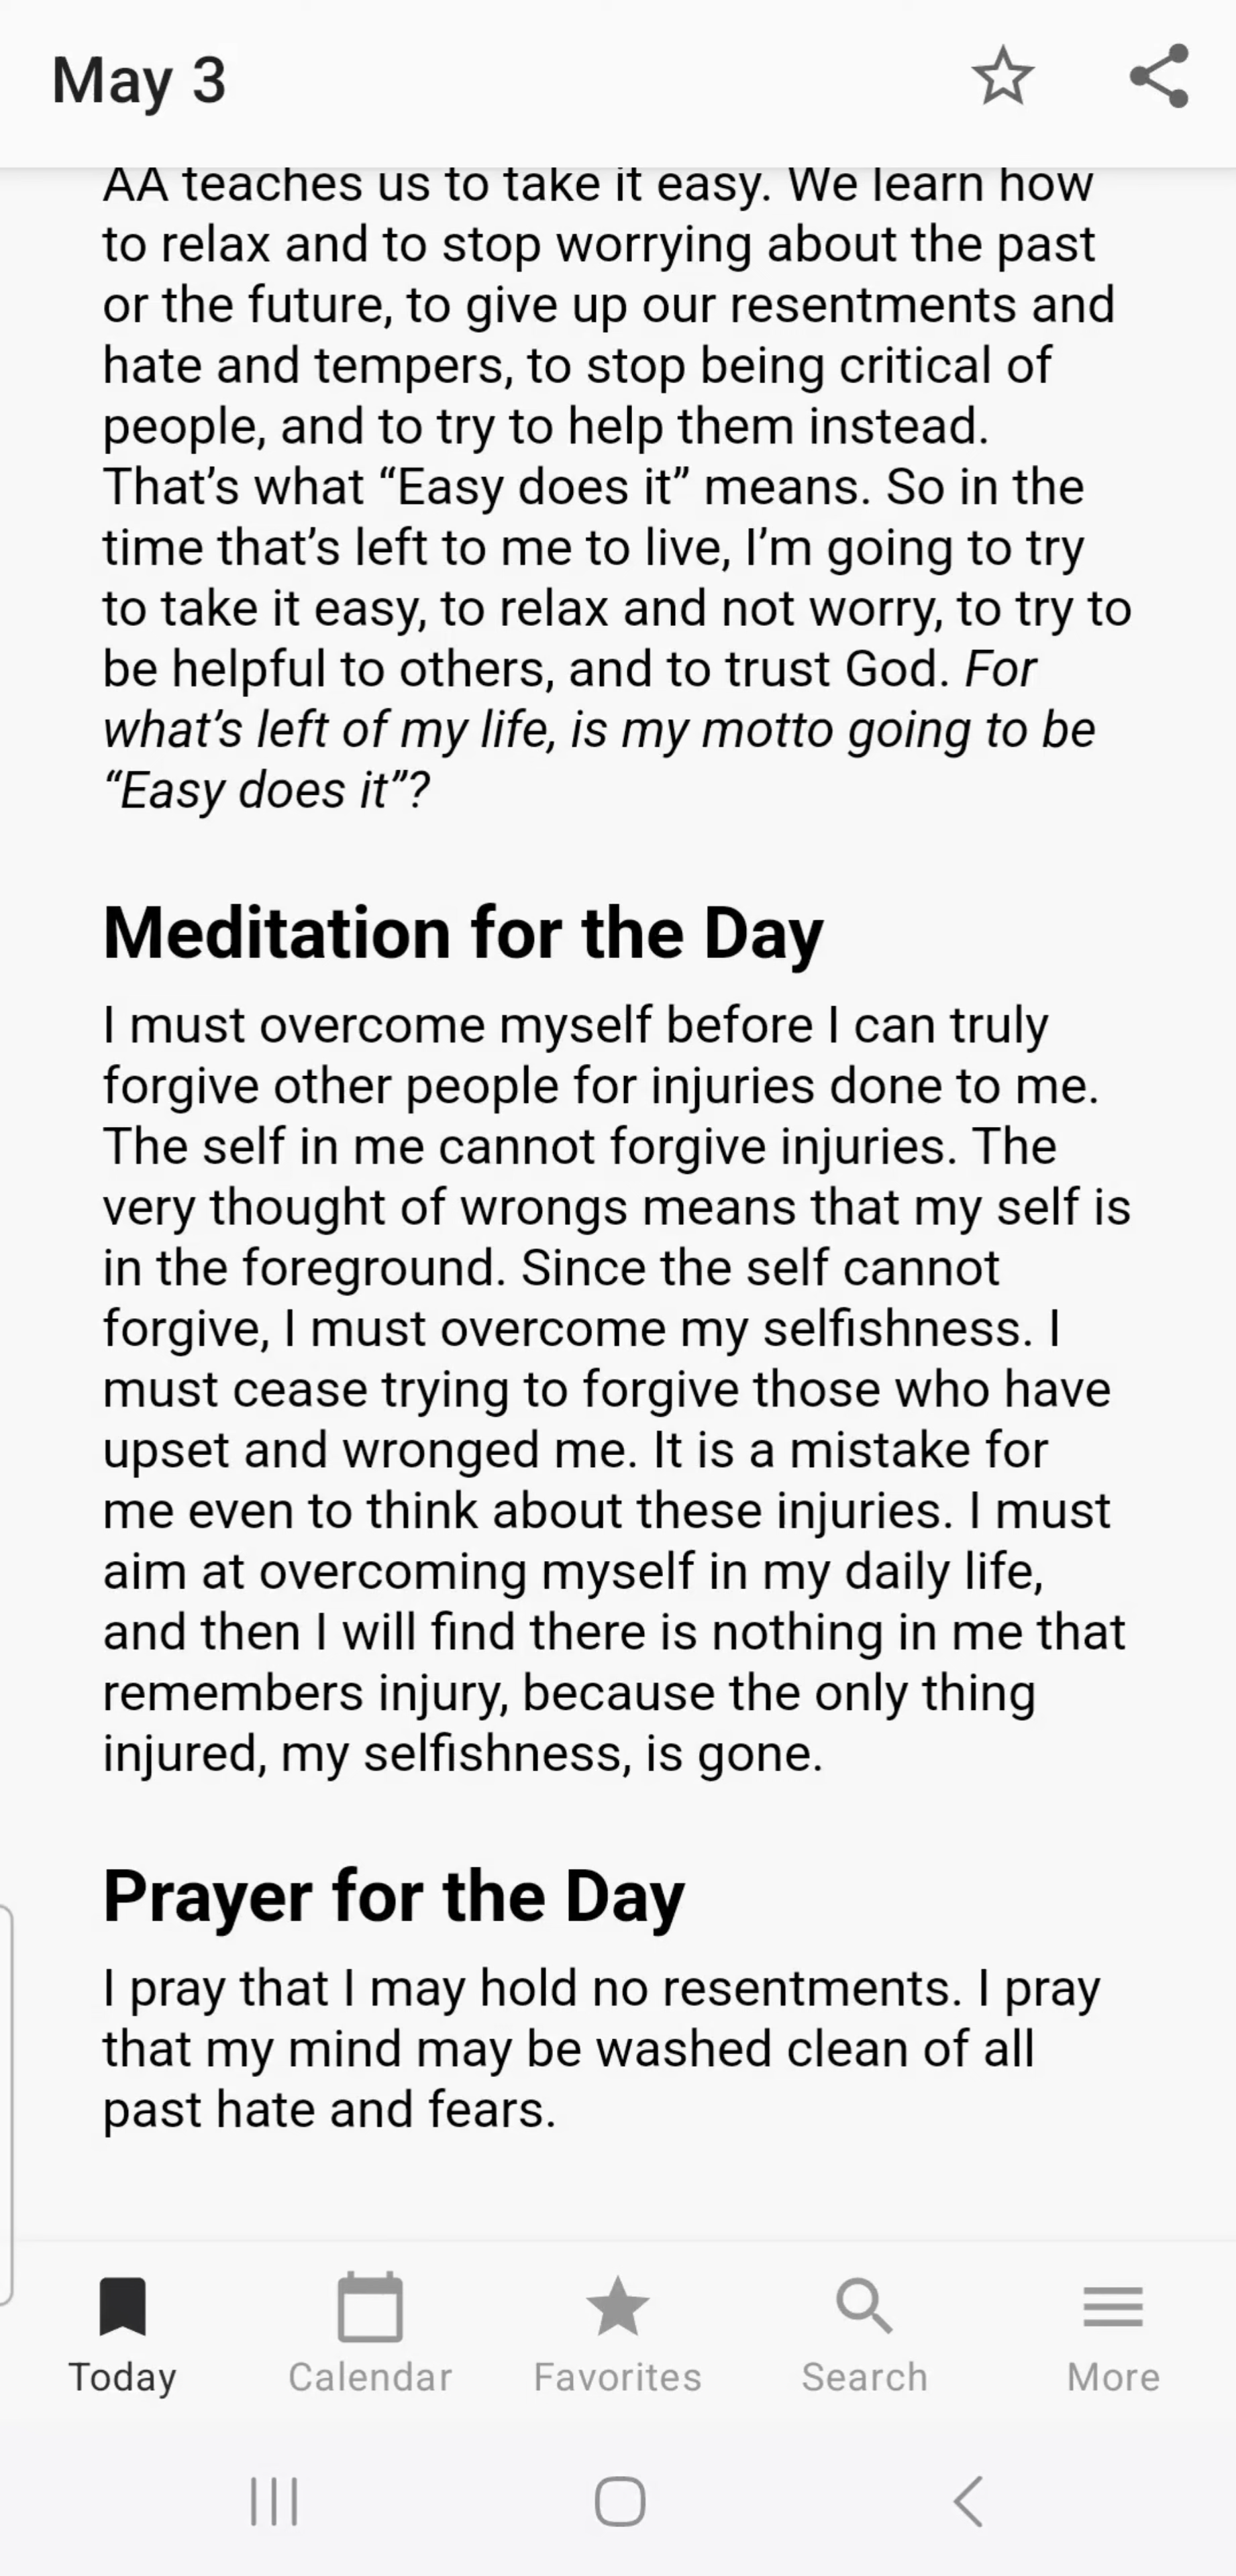 May 3
AA teaches us to take it easy. We learn how
to relax and to stop worrying about the past
or the future, to give up our resentments and
hate and tempers, to stop being critical of
people, and to try to help them instead.
That’s what “Easy does it” means. So in the
time that’s left to me to live, I’m going to try
to take it easy, to relax and not worry, to try to
be helpful to others, and to trust God. For
what’s left of my life, is my motto going to be
“Easy does it”?
Meditation for the Day
I must overcome myself before I can truly
forgive other people for injuries done to me.
The self in me cannot forgive injuries. The
very thought of wrongs means that my self is
in the foreground. Since the self cannot
forgive, I must overcome my selfishness. I
must cease trying to forgive those who have
upset and wronged me. It is a mistake for
me even to think about these injuries. I must
aim at overcoming myself in my daily life,
and then I will find there is nothing in me that
remembers injury, because the only thing
injured, my selfishness, is gone.
Prayer for the Day
I pray that I may hold no resentments. I pray
that my mind may be washed clean of all
past hate and fears.
Today Calendar Favorites Search More